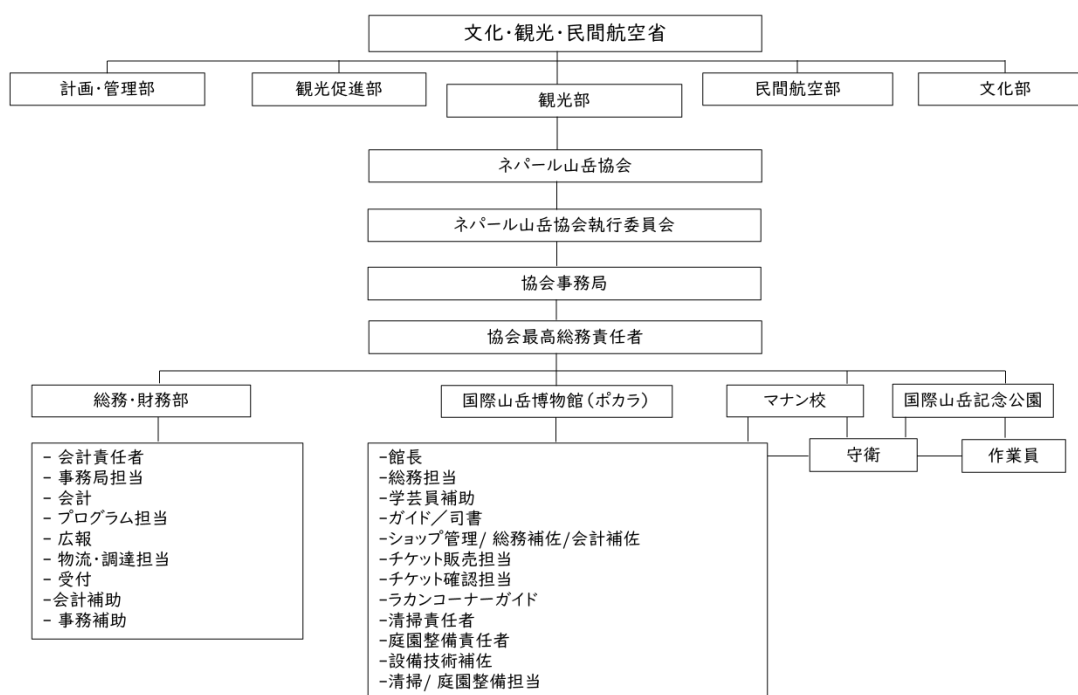 文化・観光・民間航空省
計画・管理部
観光促進部
観光部
民間航空部
文化部
ネパール山岳協会
ネパール山岳協会執行委員会
協会事務局
協会最高総務責任者
総務・財務部
国際山岳博物館（ポカラ）
マナン校
国際山岳記念公園
守衛
作業員
- 会計責任者
- 事務局担当
- 会計
- プログラム担当
- 広報
- 物流・調達担当
- 受付
-会計補助
- 事務補助
-館長
-総務担当
-学芸員補助
-ガイド／司書
-ショップ管理/ 総務補佐/会計補佐
-チケット販売担当
-チケット確認担当
-ラカンコーナーガイド
-清掃責任者
-庭園整備責任者
-設備技術補佐
-清掃/ 庭園整備担当